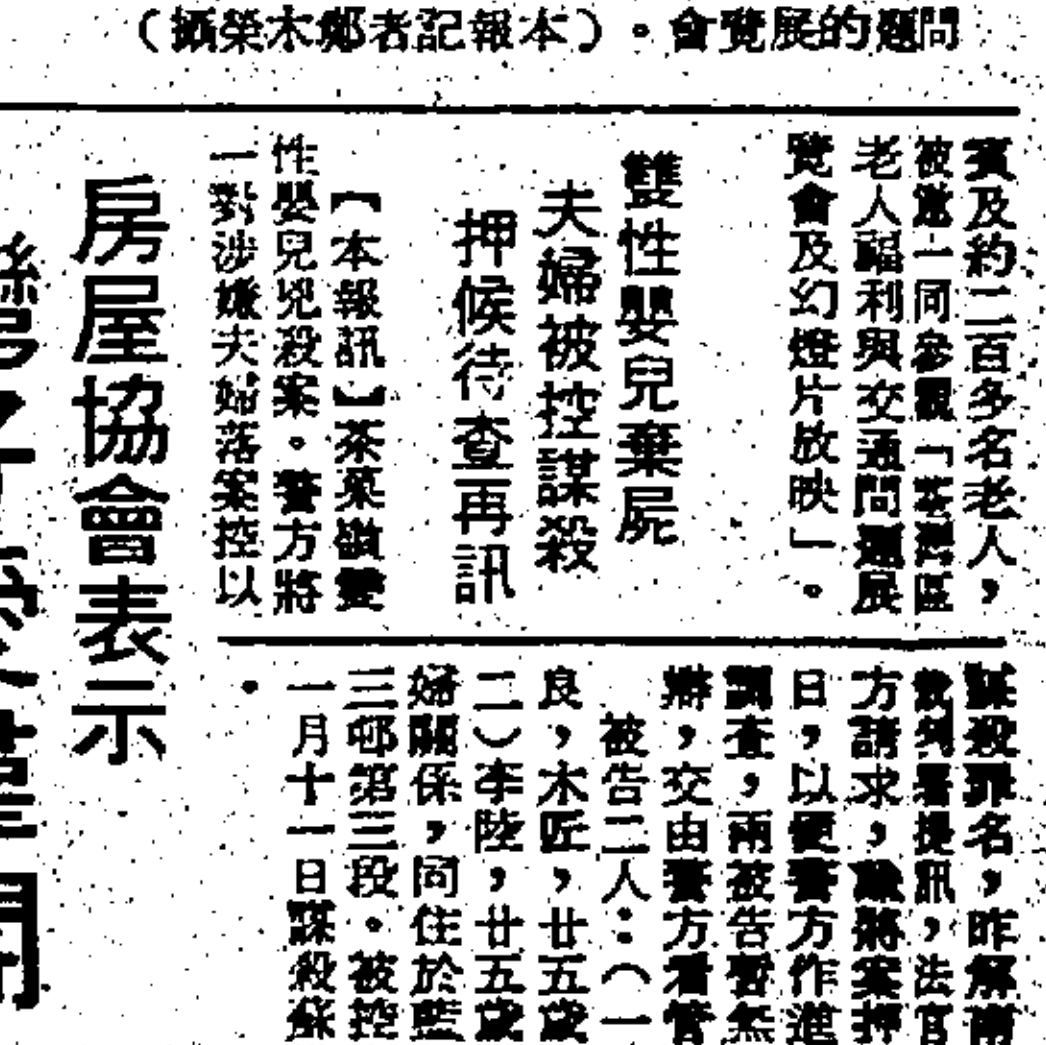 問題的展覽會。（本報記者鄭木榮攝）
賓及約二百多名老人，
被邀一同參觀「荃灣區
老人福利與交通問題展
覽會及幻燈片放映」。
雙性嬰兒棄屍
夫婦被控謀殺
押候待查再訊
【本報訊】茶菓嶺雙
性嬰兒兇殺案。警方將
一對涉嫌夫婦落案控以
謀殺罪名，昨解南
裁判署提訊，法官
方請求，將案押
日，以便警方作進
調查，兩被告暫無
辯，交由警方看管
被告二人：（一
良，木匠，廿五歲
二）李陸，廿五歲
婦關係，同住於藍
三邨第三段。被控
一月十一日謀殺蘇
房屋協會表示